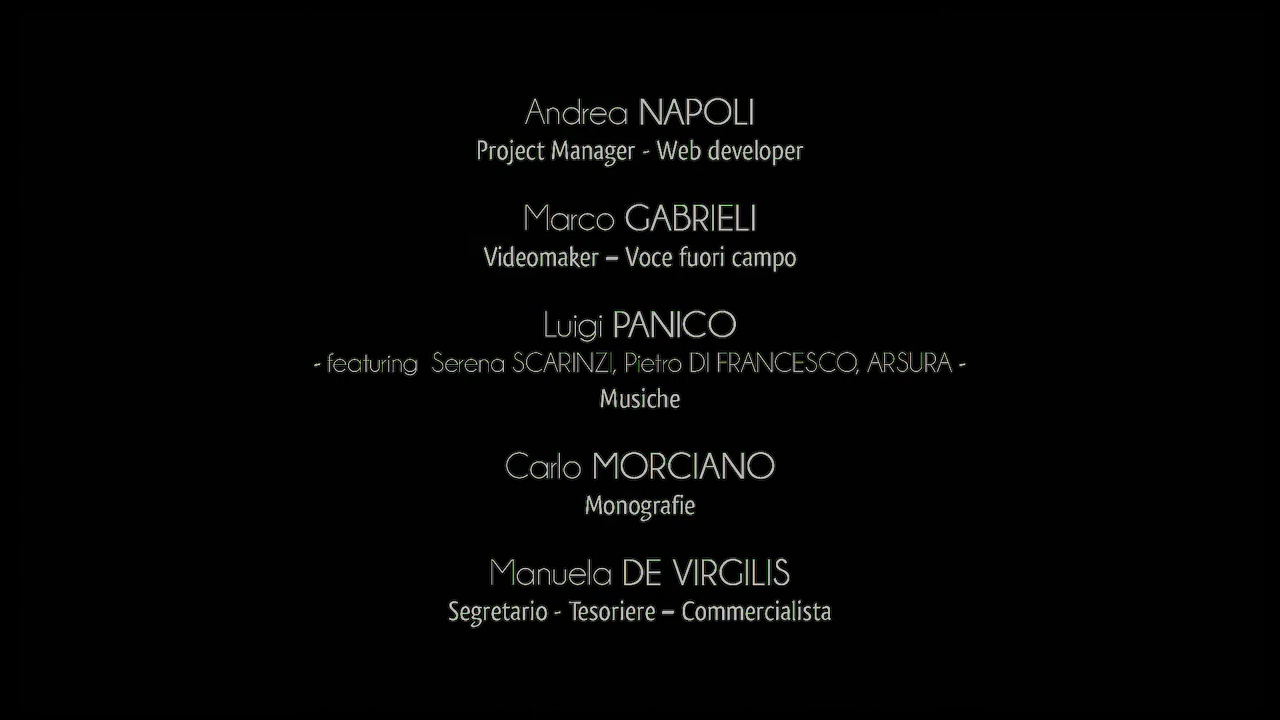 Andrea NAPOLI
Project Manager - Web developer
Marco GABRIELI
Videomaker – Voce fuori campo
Luigi PANICO
- featuring  Serena SCARINZI, Pietro DI FRANCESCO, ARSURA -
Musiche
Carlo MORCIANO
Monografie
Manuela DE VIRGILIS
Segretario - Tesoriere – Commercialista